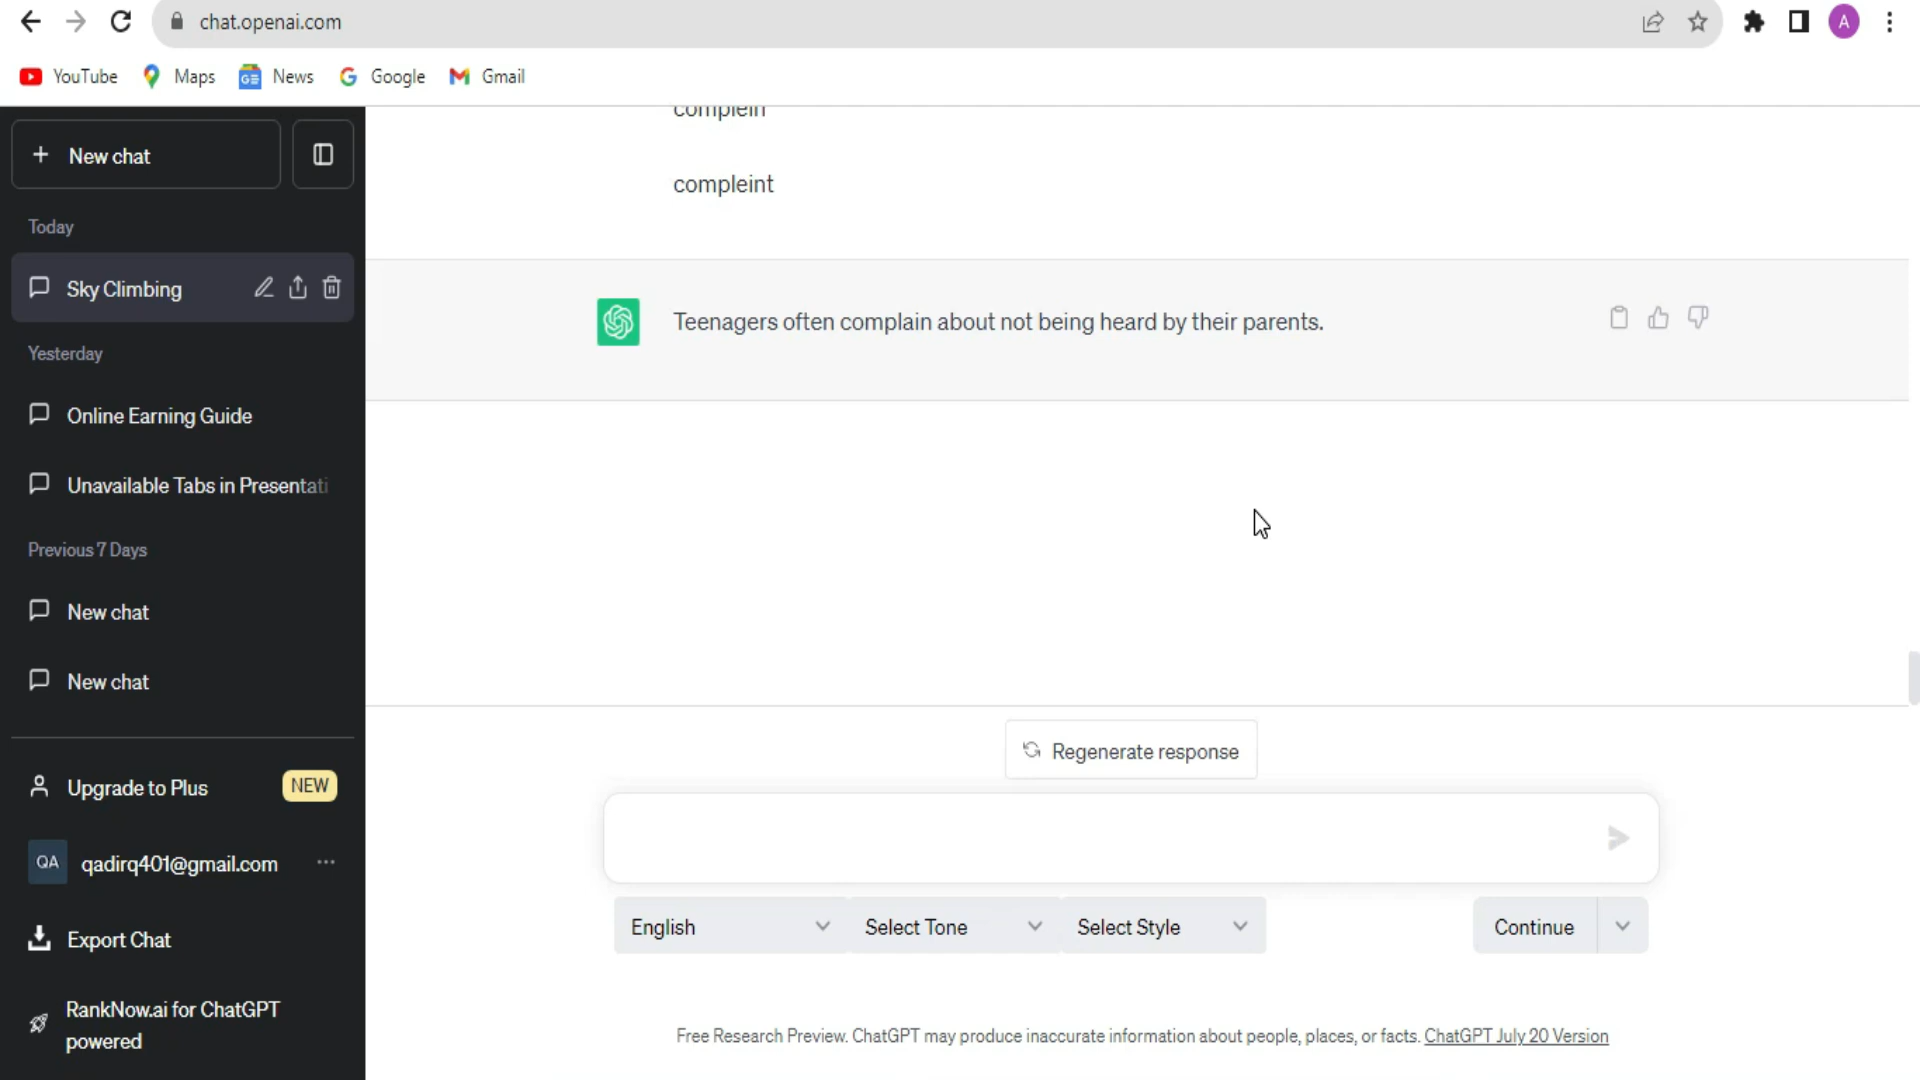 chat.openai.com
A
YouTube
Maps
News
Google
Gmail
New chat
Today
Sky Climbing
Yesterday
Online Earning Guide
Unavailable Tabs in Presentati
Previous 7 Days
New chat
New chat
Upgrade to Plus
NEW
QA
qadirq401@gmail.com
Export Chat
RankNow.ai for ChatGPT
powered
complein
compleint
Teenagers often complain about not being heard by their parents.
Regenerate response
English
Select Tone
Select Style
Continue
Free Research Preview. ChatGPT may produce inaccurate information about people, places, or facts. ChatGPT July 20 Version